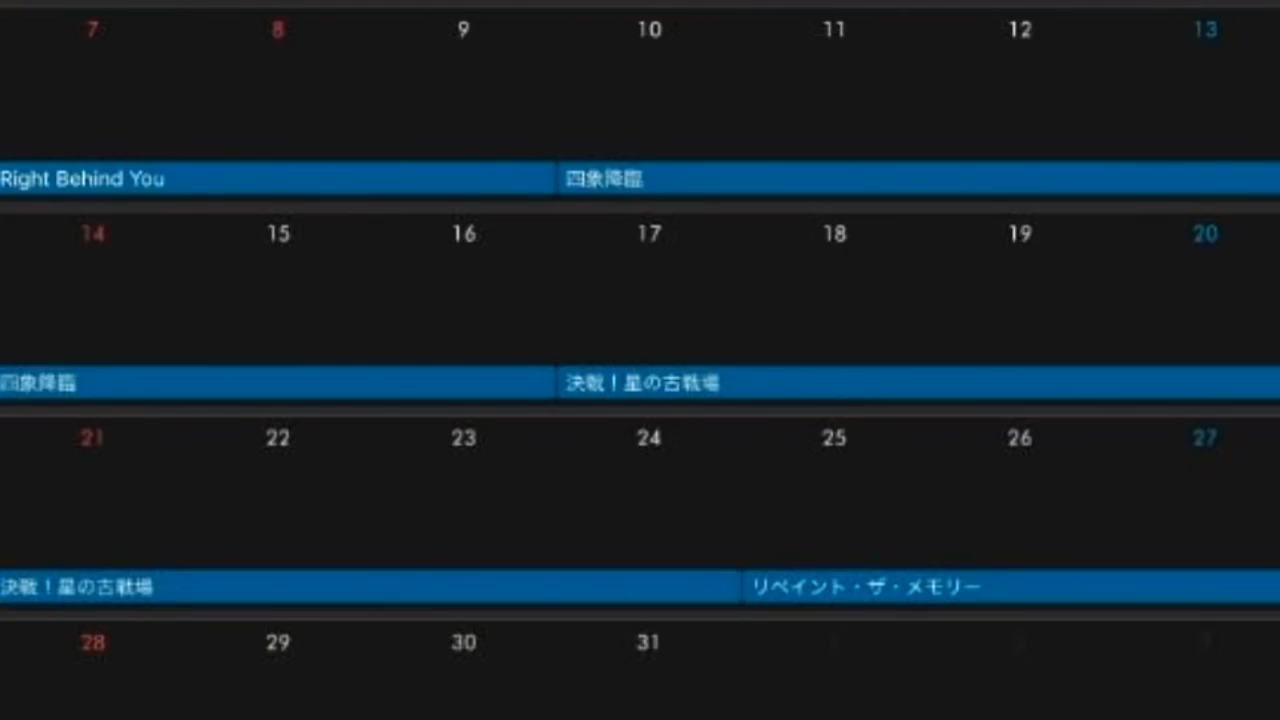 7 8 9 10 11 12 13
Right Behind You 四象降臨
14 15 16 17 18 19 20
四象降臨 決戦！星の古戦場
21 22 23 24 25 26 27
決戦！星の古戦場 リペイント・ザ・メモリー
28 29 30 31